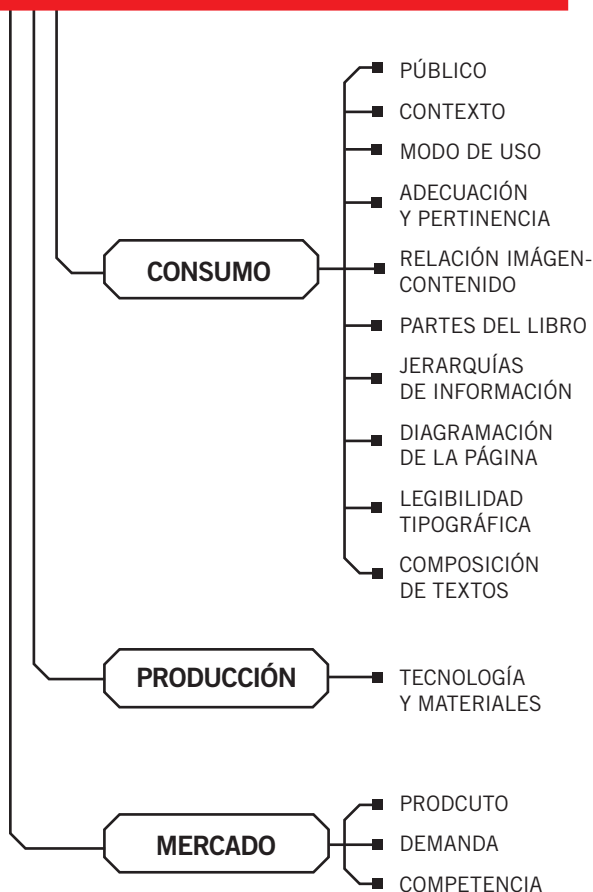 PÚBLICO
CONTEXTO
MODO DE USO
ADECUACIÓN
Y PERTINENCIA
CONSUMO
RELACIÓN IMÁGEN-
CONTENIDO
PARTES DEL LIBRO
JERARQUÍAS
DE INFORMACIÓN
DIAGRAMACIÓN
DE LA PÁGINA
LEGIBILIDAD
TIPOGRÁFICA
COMPOSICIÓN
DE TEXTOS
PRODUCCIÓN
TECNOLOGÍA
Y MATERIALES
MERCADO
PRODCUTO
DEMANDA
COMPETENCIA